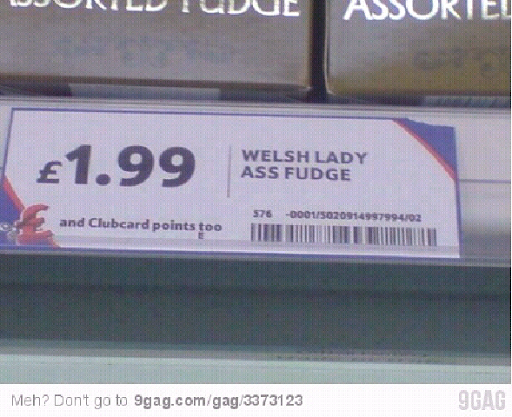 ASSORTED FUDGE ASSORTED
£1.99
WELSH LADY
ASS FUDGE
and Clubcard points too
576 -0001/5020914997994/02
Meh? Don't go to 9gag.com/gag/3373123
9GAG